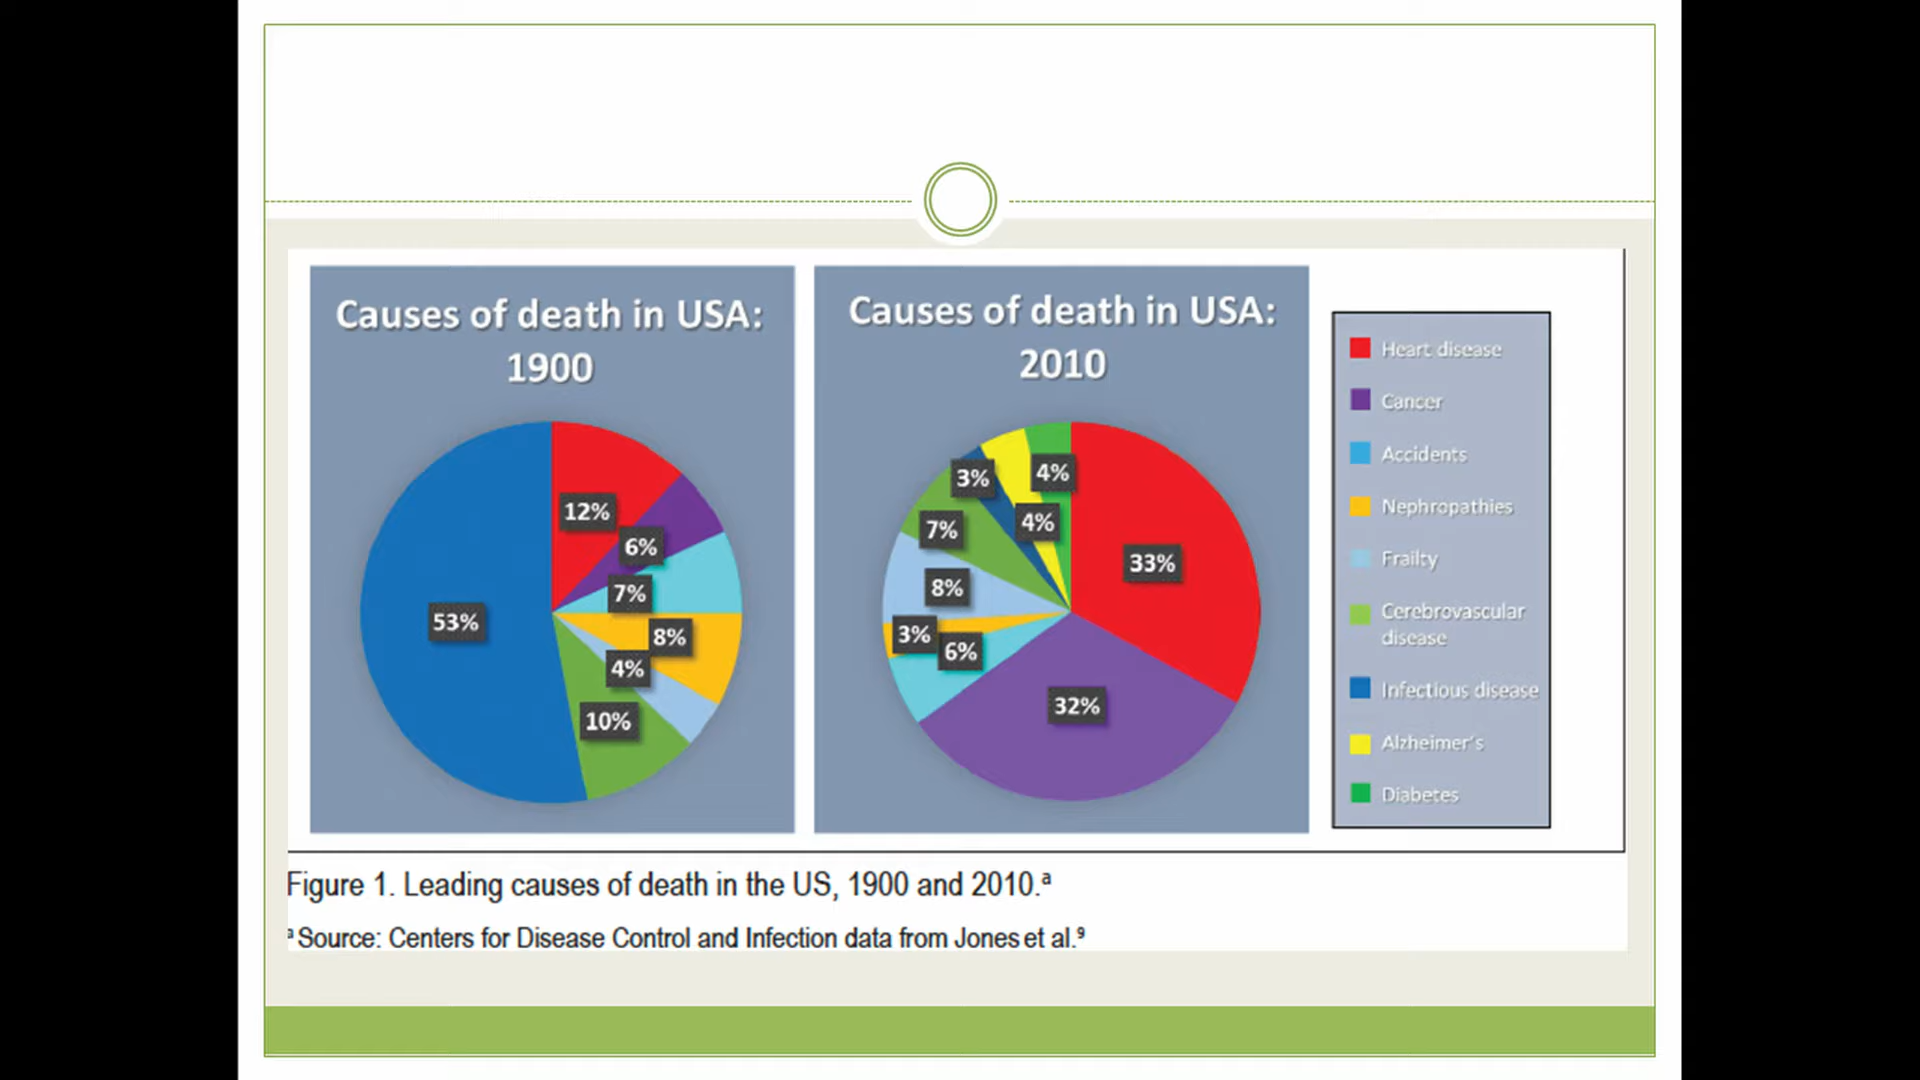 Causes of death in USA:
1900
12%
6%
7%
53%
8%
4%
10%
Causes of death in USA:
2010
3%
4%
4%
7%
33%
8%
3%
6%
32%
Heart disease
Cancer
Accidents
Nephropathies
Frailty
Cerebrovascular
disease
Infectious disease
Alzheimer's
Diabetes
Figure 1. Leading causes of death in the US, 1900 and 2010.ᵃ
ᵃ Source: Centers for Disease Control and Infection data from Jones et al.⁹